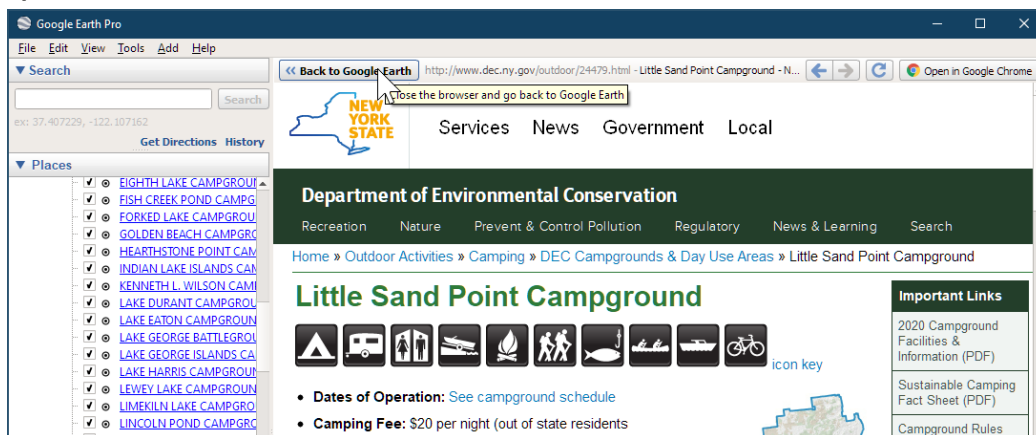 Google Earth Pro
File Edit View Tools Add Help
Search
Search
ex: 37.407229, -122.107162
Get Directions History
Places
EIGHTH LAKE CAMPGROU
FISH CREEK POND CAMPG
FORKED LAKE CAMPGROU
GOLDEN BEACH CAMPGRO
HEARTHSTONE POINT CAM
INDIAN LAKE ISLANDS CAM
KENNETH L. WILSON CAM
LAKE DURANT CAMPGROU
LAKE EATON CAMPGROUN
LAKE GEORGE BATTLEGROU
LAKE GEORGE ISLANDS CA
LAKE HARRIS CAMPGROUN
LEWEY LAKE CAMPGROUN
LIMEKILN LAKE CAMPGRO
LINCOLN POND CAMPGRO
Back to Google Earth http://www.dec.ny.gov/outdoor/24479.html - Little Sand Point Campground - N... Open in Google Chrome
Close the browser and go back to Google Earth
NEW YORK STATE
Services News Government Local
Department of Environmental Conservation
Recreation Nature Prevent & Control Pollution Regulatory News & Learning Search
Home » Outdoor Activities » Camping » DEC Campgrounds & Day Use Areas » Little Sand Point Campground
Little Sand Point Campground
icon key
• Dates of Operation: See campground schedule
• Camping Fee: $20 per night (out of state residents
Important Links
2020 Campground
Facilities &
Information (PDF)
Sustainable Camping
Fact Sheet (PDF)
Campground Rules